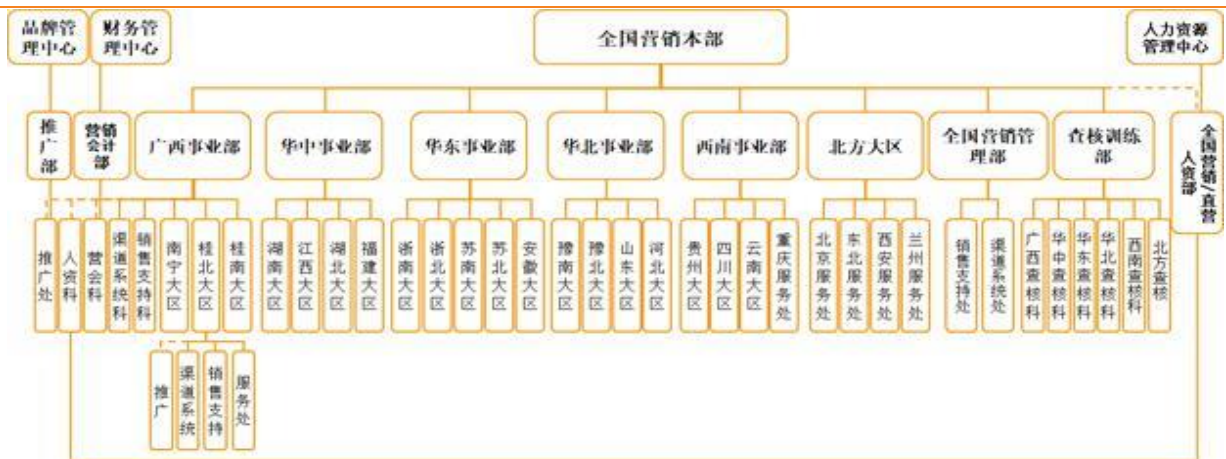 品牌管
理中心
财务管
理中心
全国营销本部
人力资源
管理中心
推广部
营销
会计
部
广西事业部
华中事业部
华东事业部
华北事业部
西南事业部
北方大区
全国营销管
理部
查核训练
部
全国营销/直营
人资部
推广处
人资科
营会科
渠道系统科
销售支持科
南宁大区
桂北大区
桂南大区
湖南大区
江西大区
湖北大区
福建大区
浙南大区
浙北大区
苏南大区
苏北大区
安徽大区
豫南大区
豫北大区
山东大区
河北大区
贵州大区
四川大区
云南大区
重庆服务处
北京服务处
东北服务处
西安服务处
兰州服务处
销售支持处
渠道系统处
广西查核科
华中查核科
华东查核科
华北查核科
西南查核科
北方查核
推广
渠道系统
销售支持
服务处